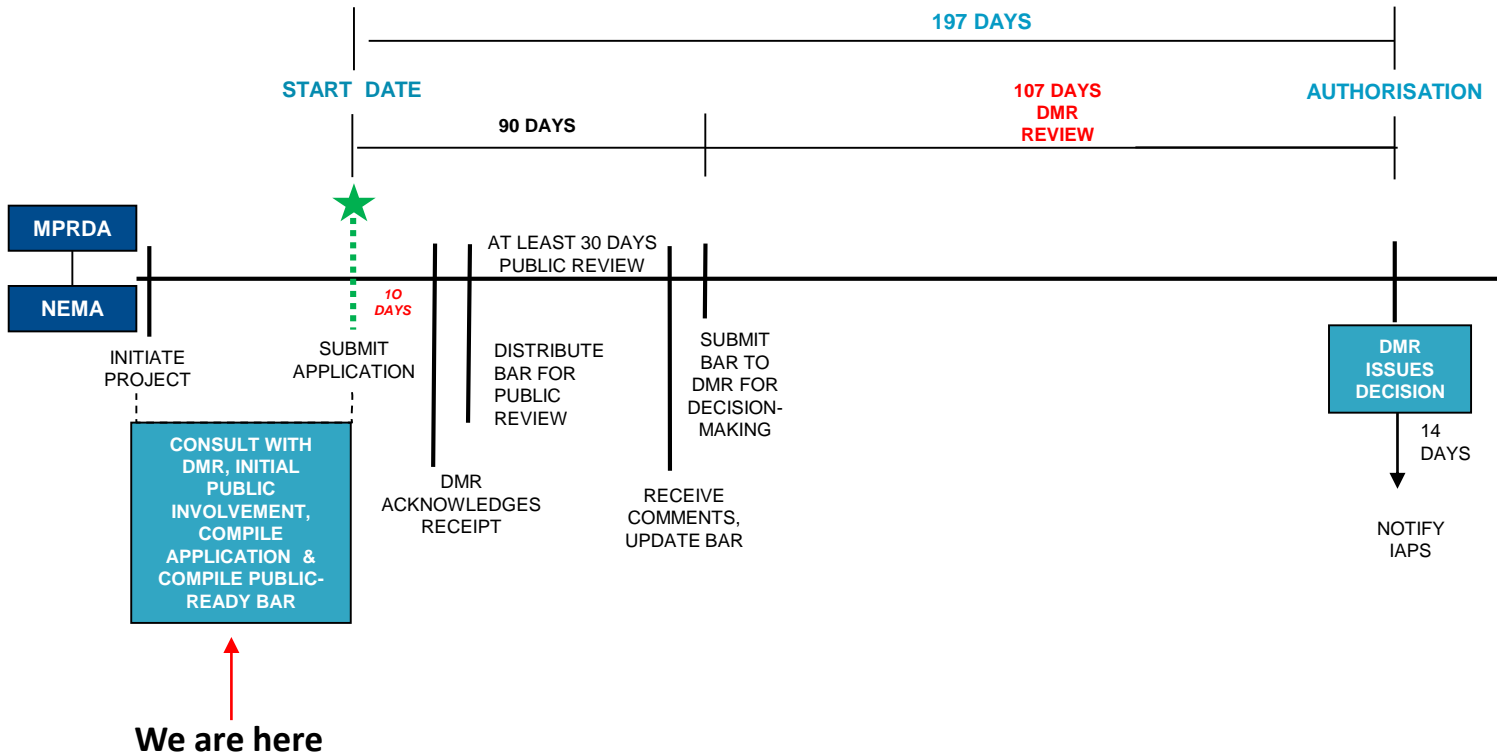 197 DAYS
START DATE
107 DAYS
DMR
REVIEW
AUTHORISATION
90 DAYS
MPRDA
NEMA
AT LEAST 30 DAYS
PUBLIC REVIEW
1O
DAYS
INITIATE
PROJECT
SUBMIT
APPLICATION
DISTRIBUTE
BAR FOR
PUBLIC
REVIEW
SUBMIT
BAR TO
DMR FOR
DECISION-
MAKING
DMR
ISSUES
DECISION
CONSULT WITH
DMR, INITIAL
PUBLIC
INVOLVEMENT,
COMPILE
APPLICATION &
COMPILE PUBLIC-
READY BAR
DMR
ACKNOWLEDGES
RECEIPT
RECEIVE
COMMENTS,
UPDATE BAR
14
DAYS
NOTIFY
IAPS
We are here